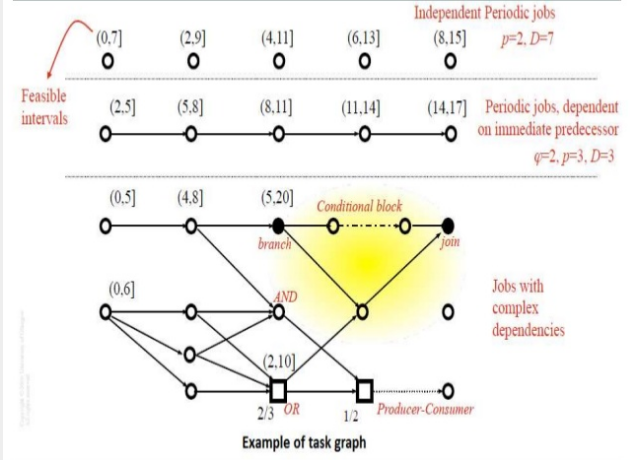 Independent Periodic jobs
(0,7] (2,9] (4,11] (6,13] (8,15] p=2, D=7
Feasible
intervals
(2,5] (5,8] (8,11] (11,14] (14,17] Periodic jobs, dependent
on immediate predecessor
φ=2, p=3, D=3
(0,5] (4,8] (5,20]
Conditional block
branch join
(0,6] AND
Jobs with
complex
dependencies
(2,10]
2/3 OR 1/2 Producer-Consumer
Example of task graph